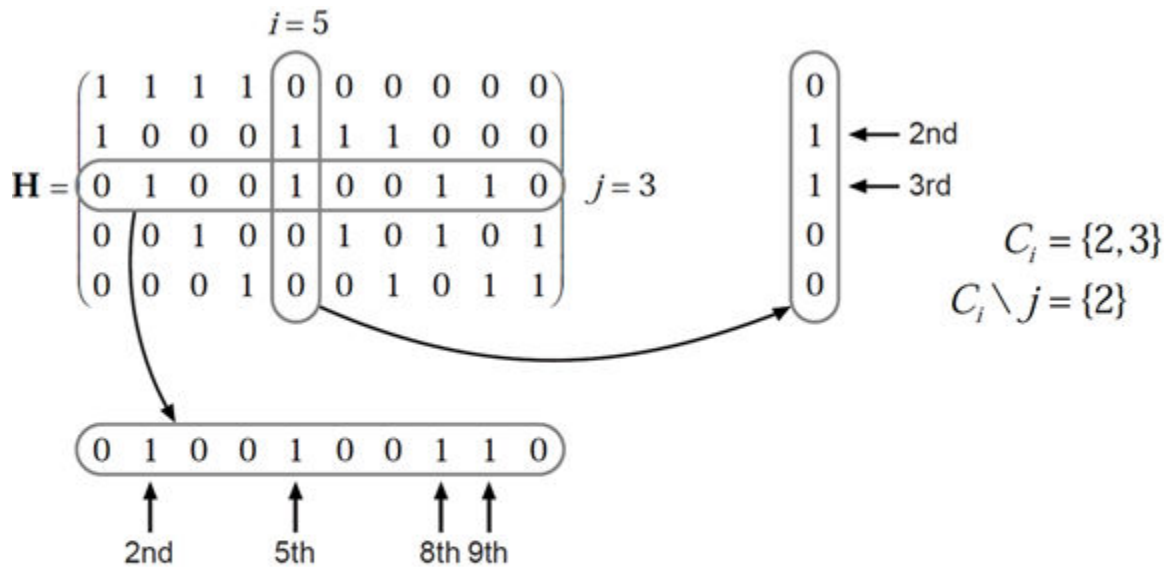 i = 5
1 1 1 1 0 0 0 0 0 0
1 0 0 0 1 1 1 0 0 0
H = 0 1 0 0 1 0 0 1 1 0 j = 3
0 0 1 0 0 1 0 1 0 1
0 0 0 1 0 0 1 0 1 1
0
1 2nd
1 3rd
0
0
C_i = {2,3}
C_i \ j = {2}
0 1 0 0 1 0 0 1 1 0
2nd 5th 8th 9th